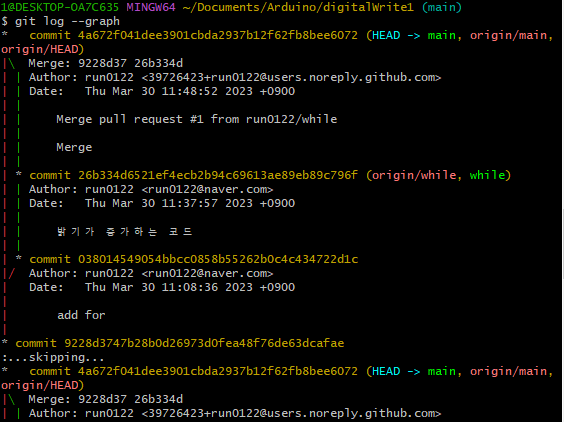 1@DESKTOP-OA7C635 MINGW64 ~/Documents/Arduino/digitalWrite1 (main)
$ git log --graph
*   commit 4a672f041dee3901cbda2937b12f62fb8bee6072 (HEAD -> main, origin/main,
origin/HEAD)
|\  Merge: 9228d37 26b334d
| | Author: run0122 <39726423+run0122@users.noreply.github.com>
| | Date:   Thu Mar 30 11:48:52 2023 +0900
| |
| |     Merge pull request #1 from run0122/while
| |
| |     Merge
| |
| * commit 26b334d6521ef4ecb2b94c69613ae89eb89c796f (origin/while, while)
| | Author: run0122 <run0122@naver.com>
| | Date:   Thu Mar 30 11:37:57 2023 +0900
| |
| |     밝기가 증가하는 코드
| |
| * commit 038014549054bbcc0858b55262b0c4c434722d1c
|/  Author: run0122 <run0122@naver.com>
|   Date:   Thu Mar 30 11:08:36 2023 +0900
|
|       add for
|
* commit 9228d3747b28b0d26973d0fea48f76de63dcafae
:...skipping...
*   commit 4a672f041dee3901cbda2937b12f62fb8bee6072 (HEAD -> main, origin/main,
origin/HEAD)
|\  Merge: 9228d37 26b334d
| | Author: run0122 <39726423+run0122@users.noreply.github.com>